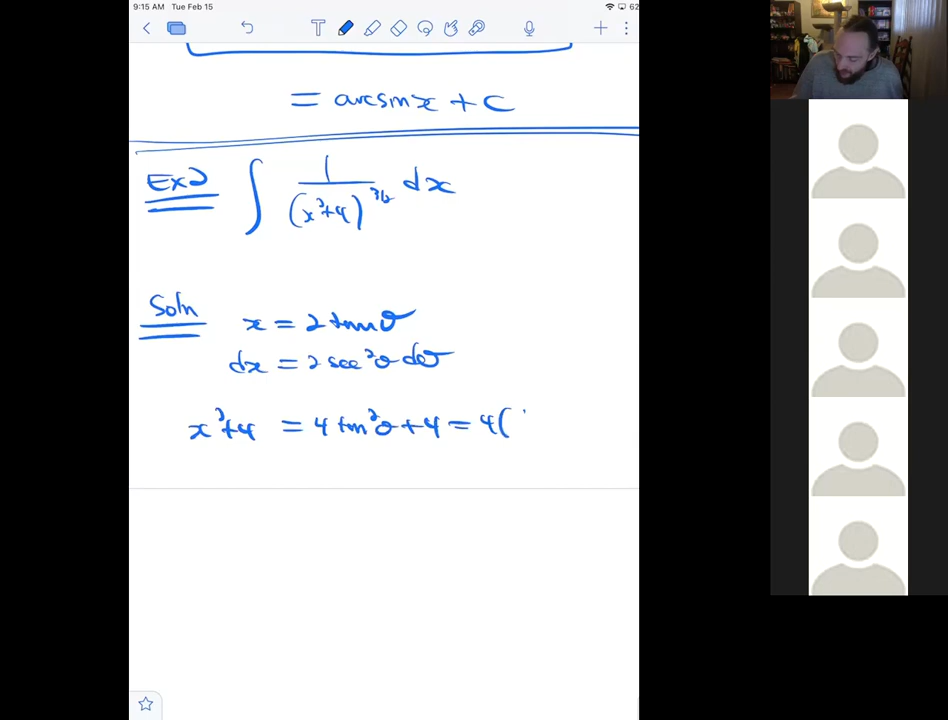 9:15 AM Tue Feb 15
62
T
= arcsin x + C
Ex2 ∫ 1/(x²+4)^(3/2) dx
Soln x = 2 tan θ
dx = 2 sec²θ dθ
x²+4 = 4 tan²θ + 4 = 4(